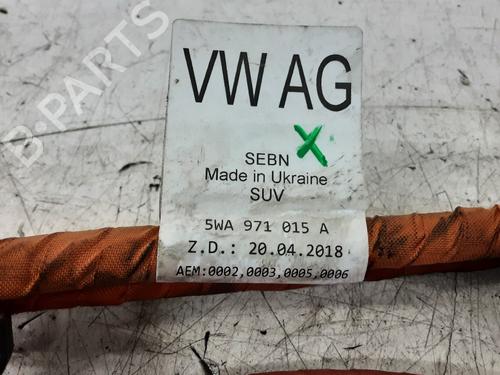 B-PARTS
VW AG
SEBN
Made in Ukraine
SUV
5WA 971 015 A
Z.D.: 20.04.2018
AEM:0002,0003,0005,0006